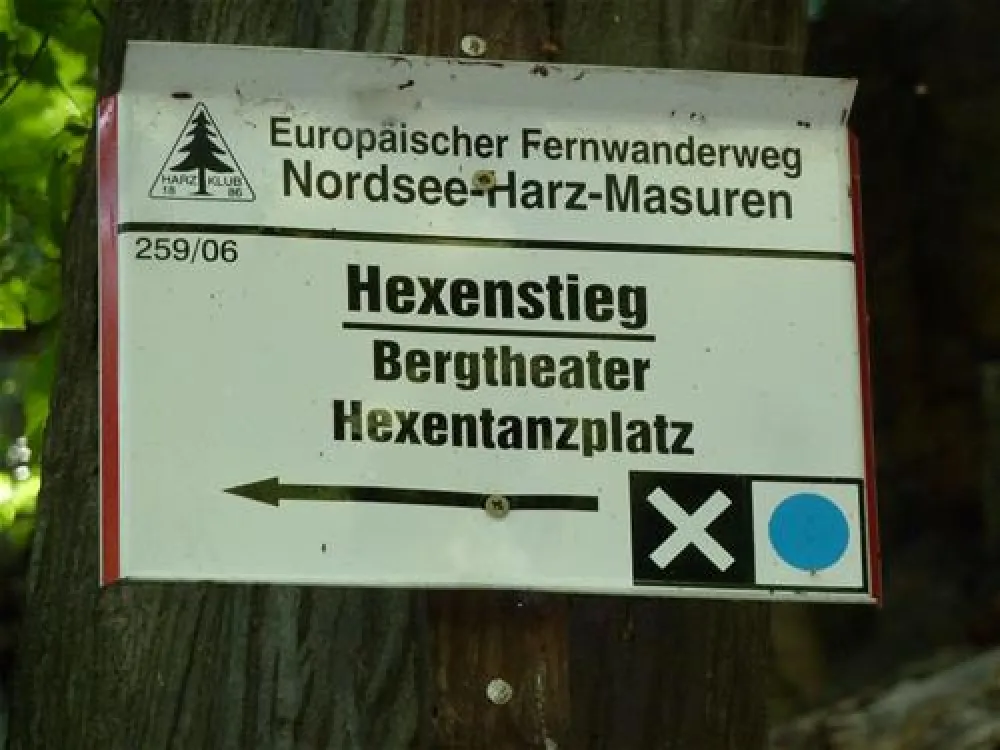 Europäischer Fernwanderweg
Nordsee-Harz-Masuren
HARZ KLUB
18 86
259/06
Hexenstieg
Bergtheater
Hexentanzplatz